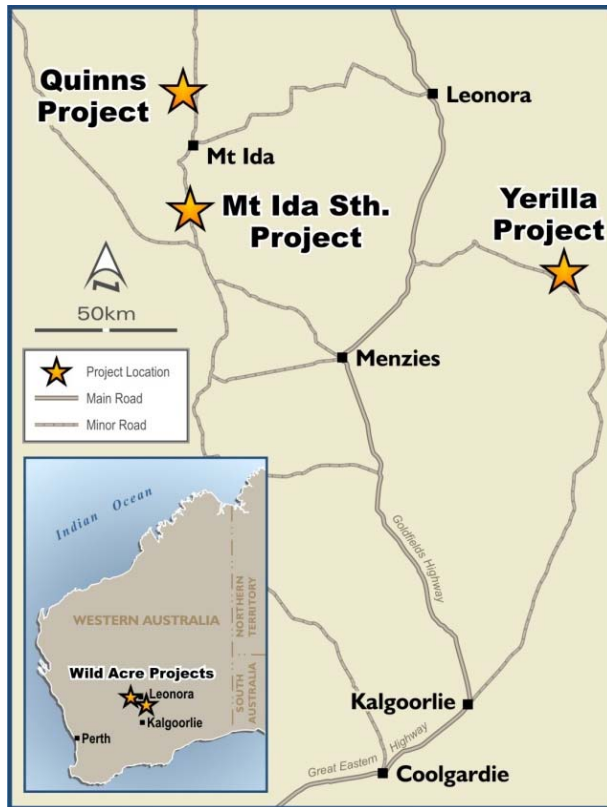 Quinns
Project
Leonora
Mt Ida
Mt Ida Sth.
Project
Yerilla
Project
N
50km
Menzies
Project Location
Main Road
Minor Road
Goldfields Highway
Indian Ocean
WESTERN AUSTRALIA
NORTHERN
TERRITORY
SOUTH
AUSTRALIA
Wild Acre Projects
Leonora
Kalgoorlie
Perth
Kalgoorlie
Great Eastern Highway
Coolgardie